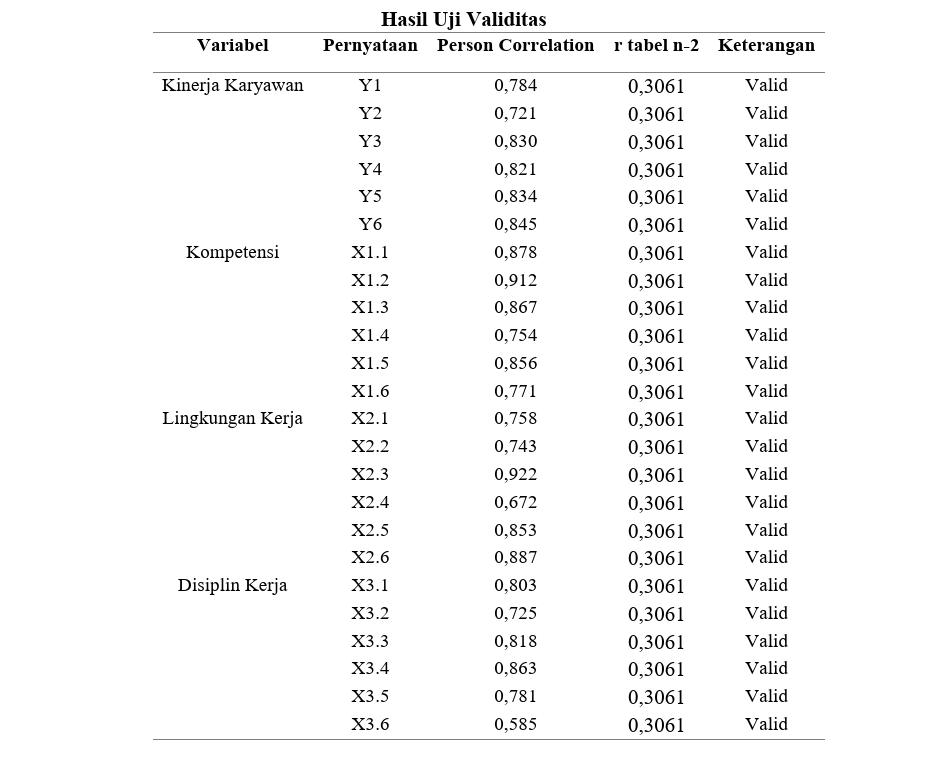 Hasil Uji Validitas
Variabel Pernyataan Person Correlation r tabel n-2 Keterangan
Kinerja Karyawan Y1 0,784 0,3061 Valid
Y2 0,721 0,3061 Valid
Y3 0,830 0,3061 Valid
Y4 0,821 0,3061 Valid
Y5 0,834 0,3061 Valid
Y6 0,845 0,3061 Valid
Kompetensi X1.1 0,878 0,3061 Valid
X1.2 0,912 0,3061 Valid
X1.3 0,867 0,3061 Valid
X1.4 0,754 0,3061 Valid
X1.5 0,856 0,3061 Valid
X1.6 0,771 0,3061 Valid
Lingkungan Kerja X2.1 0,758 0,3061 Valid
X2.2 0,743 0,3061 Valid
X2.3 0,922 0,3061 Valid
X2.4 0,672 0,3061 Valid
X2.5 0,853 0,3061 Valid
X2.6 0,887 0,3061 Valid
Disiplin Kerja X3.1 0,803 0,3061 Valid
X3.2 0,725 0,3061 Valid
X3.3 0,818 0,3061 Valid
X3.4 0,863 0,3061 Valid
X3.5 0,781 0,3061 Valid
X3.6 0,585 0,3061 Valid